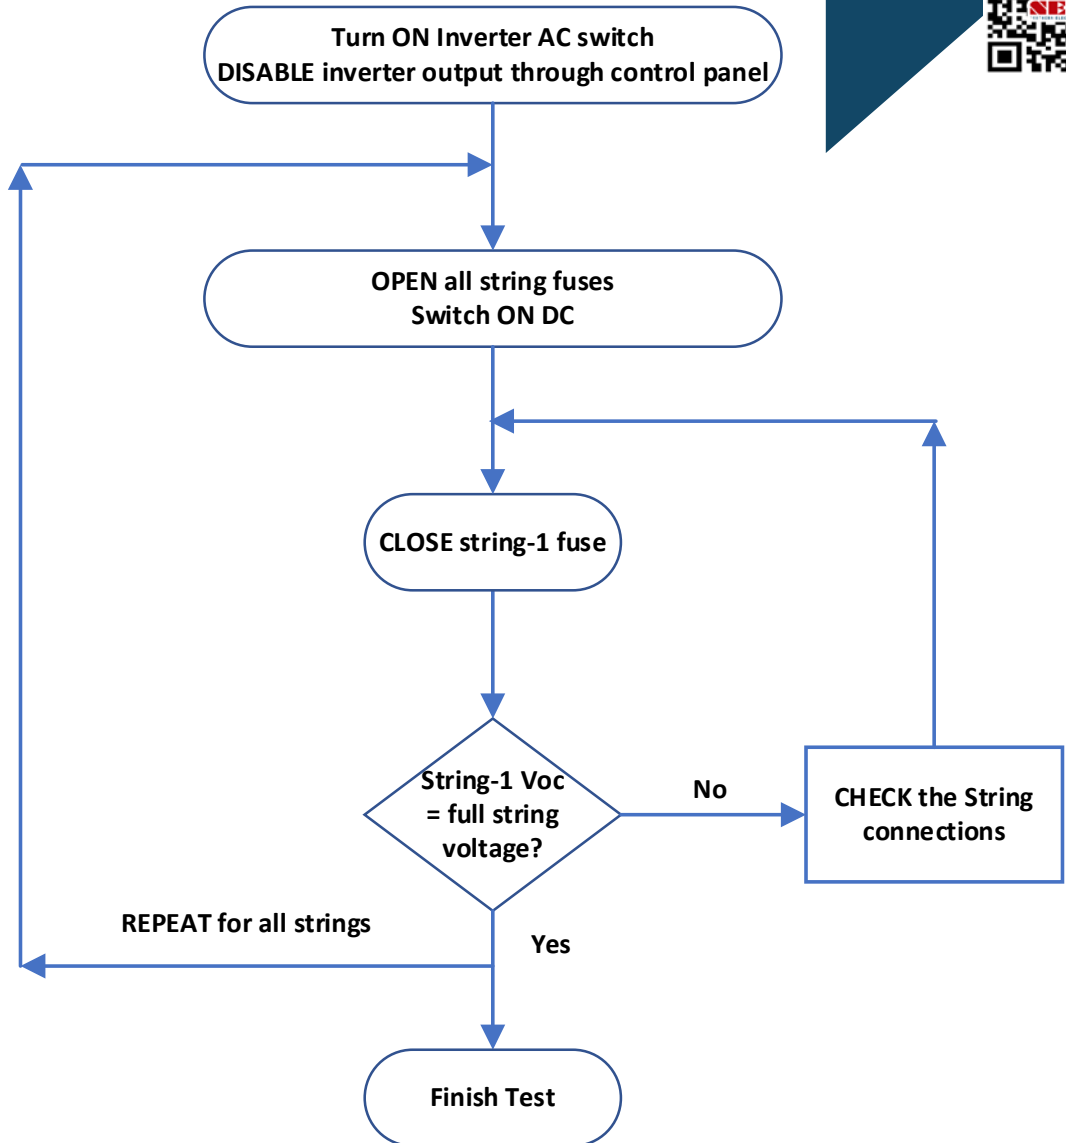 Turn ON Inverter AC switch
DISABLE inverter output through control panel
OPEN all string fuses
Switch ON DC
CLOSE string-1 fuse
String-1 Voc
= full string
voltage?
No
CHECK the String
connections
REPEAT for all strings
Yes
Finish Test